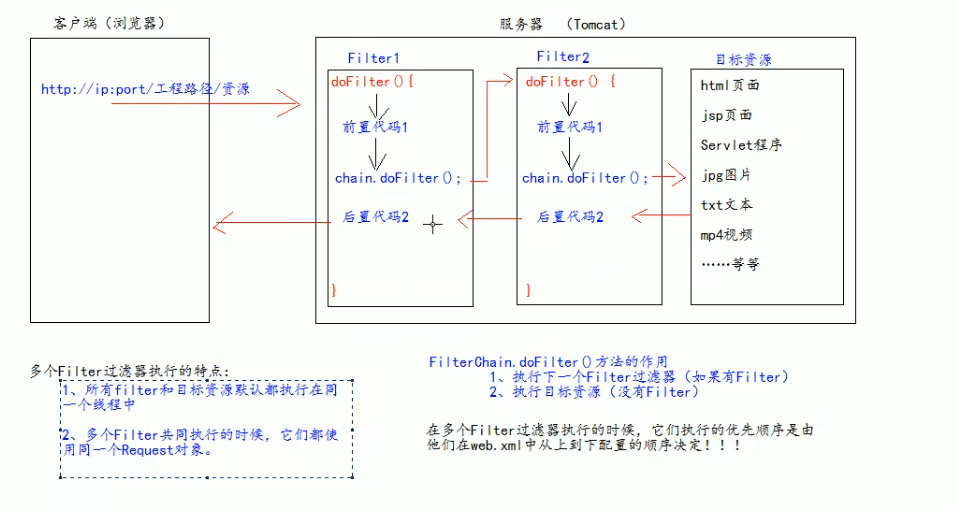 客户端（浏览器）
服务器 （Tomcat）
http://ip:port/工程路径/资源
Filter1
doFilter(){
前置代码1
chain.doFilter();
后置代码2
}
Filter2
doFilter() {
前置代码1
chain.doFilter();
后置代码2
}
目标资源
html页面
jsp页面
Servlet程序
jpg图片
txt文本
mp4视频
……等等
多个Filter过滤器执行的特点：
1、所有filter和目标资源默认都执行在同
一个线程中
2、多个Filter共同执行的时候，它们都使
用同一个Request对象。
FilterChain.doFilter()方法的作用
1、执行下一个Filter过滤器（如果有Filter）
2、执行目标资源（没有Filter）
在多个Filter过滤器执行的时候，它们执行的优先顺序是由
他们在web.xml中从上到下配置的顺序决定！！！